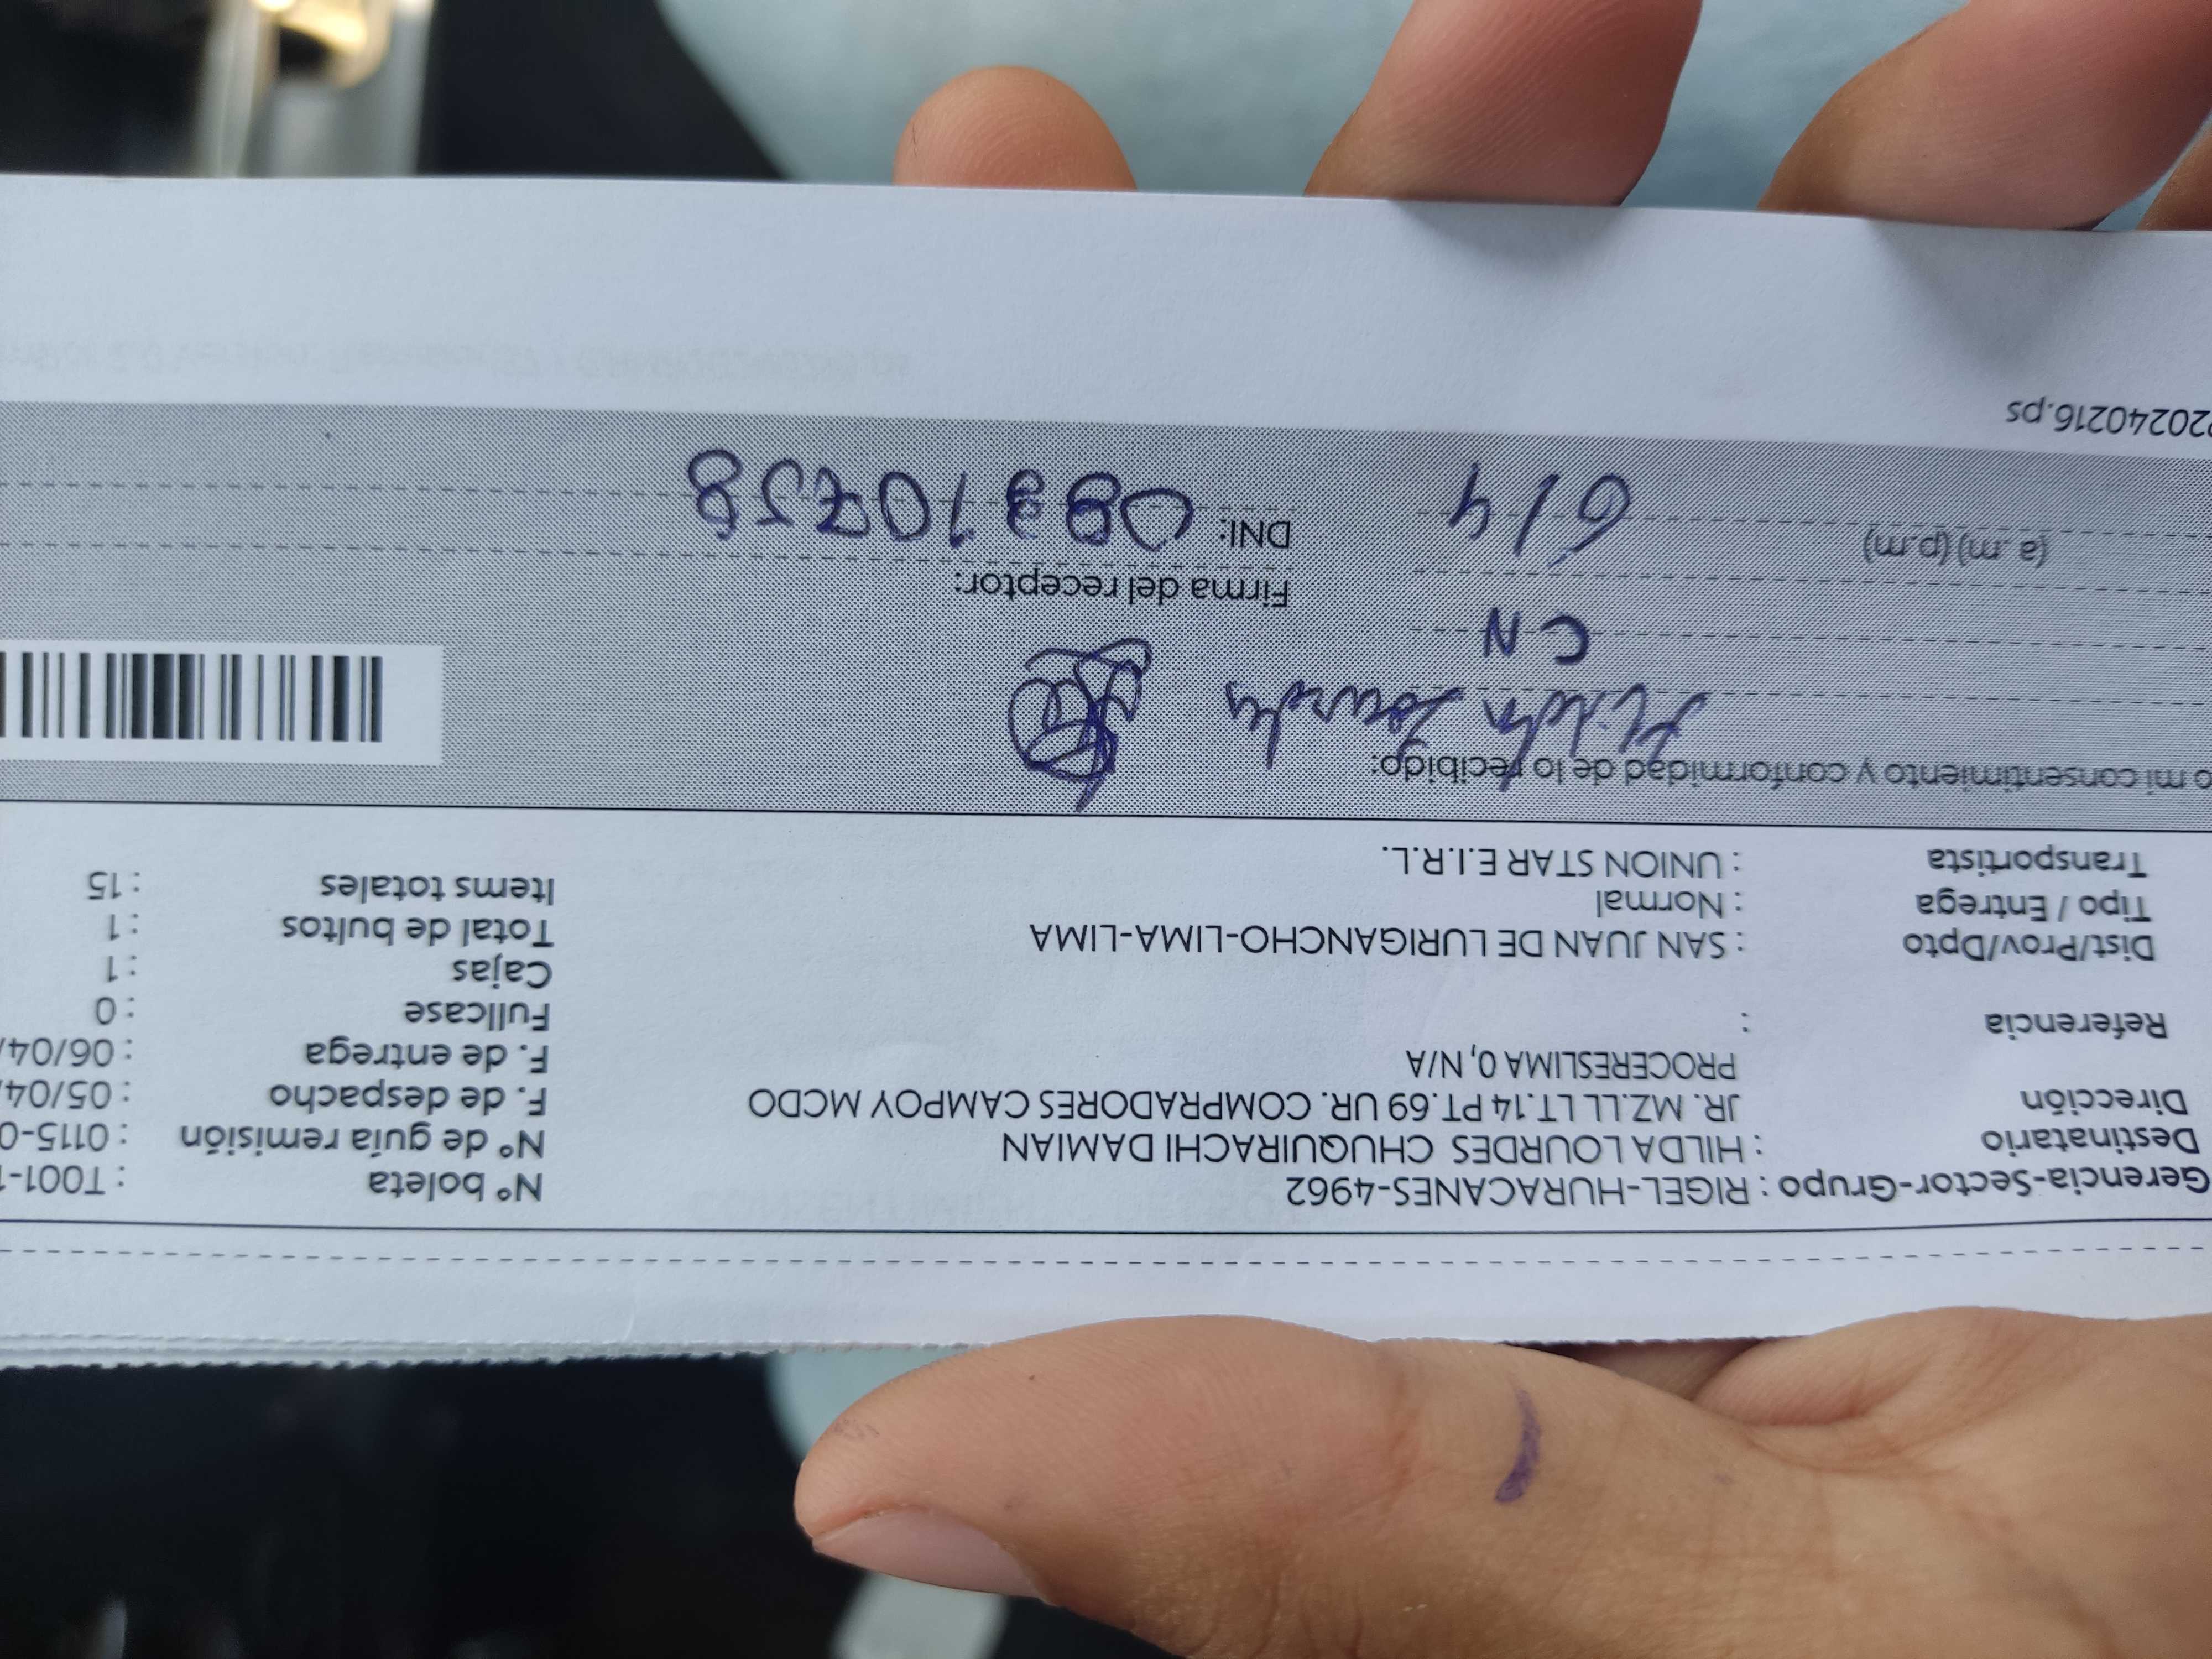 Gerencia-Sector-Grupo : RIGEL-HURACANES-4962
Destinatario : HILDA LOURDES CHUQUIRACHI DAMIAN
Dirección JR. MZ.LL LT.14 PT.69 UR. COMPRADORES CAMPOY MCDO
PROCERESLIMA 0, N/A
Referencia :
Dist/Prov/Dpto : SAN JUAN DE LURIGANCHO-LIMA-LIMA
Tipo / Entrega : Normal
Transportista : UNION STAR E.I.R.L.
N° boleta : T001-1
N° de guía remisión : 0115-0
F. de despacho : 05/04/
F. de entrega : 06/04/
Fullcase : 0
Cajas : 1
Total de bultos : 1
Items totales : 15
o mi consentimiento y conformidad de lo recibido:
Hilda Lourdes
CN
Firma del receptor:
(a.m) (p.m) 6/4 DNI:
20240216.ps